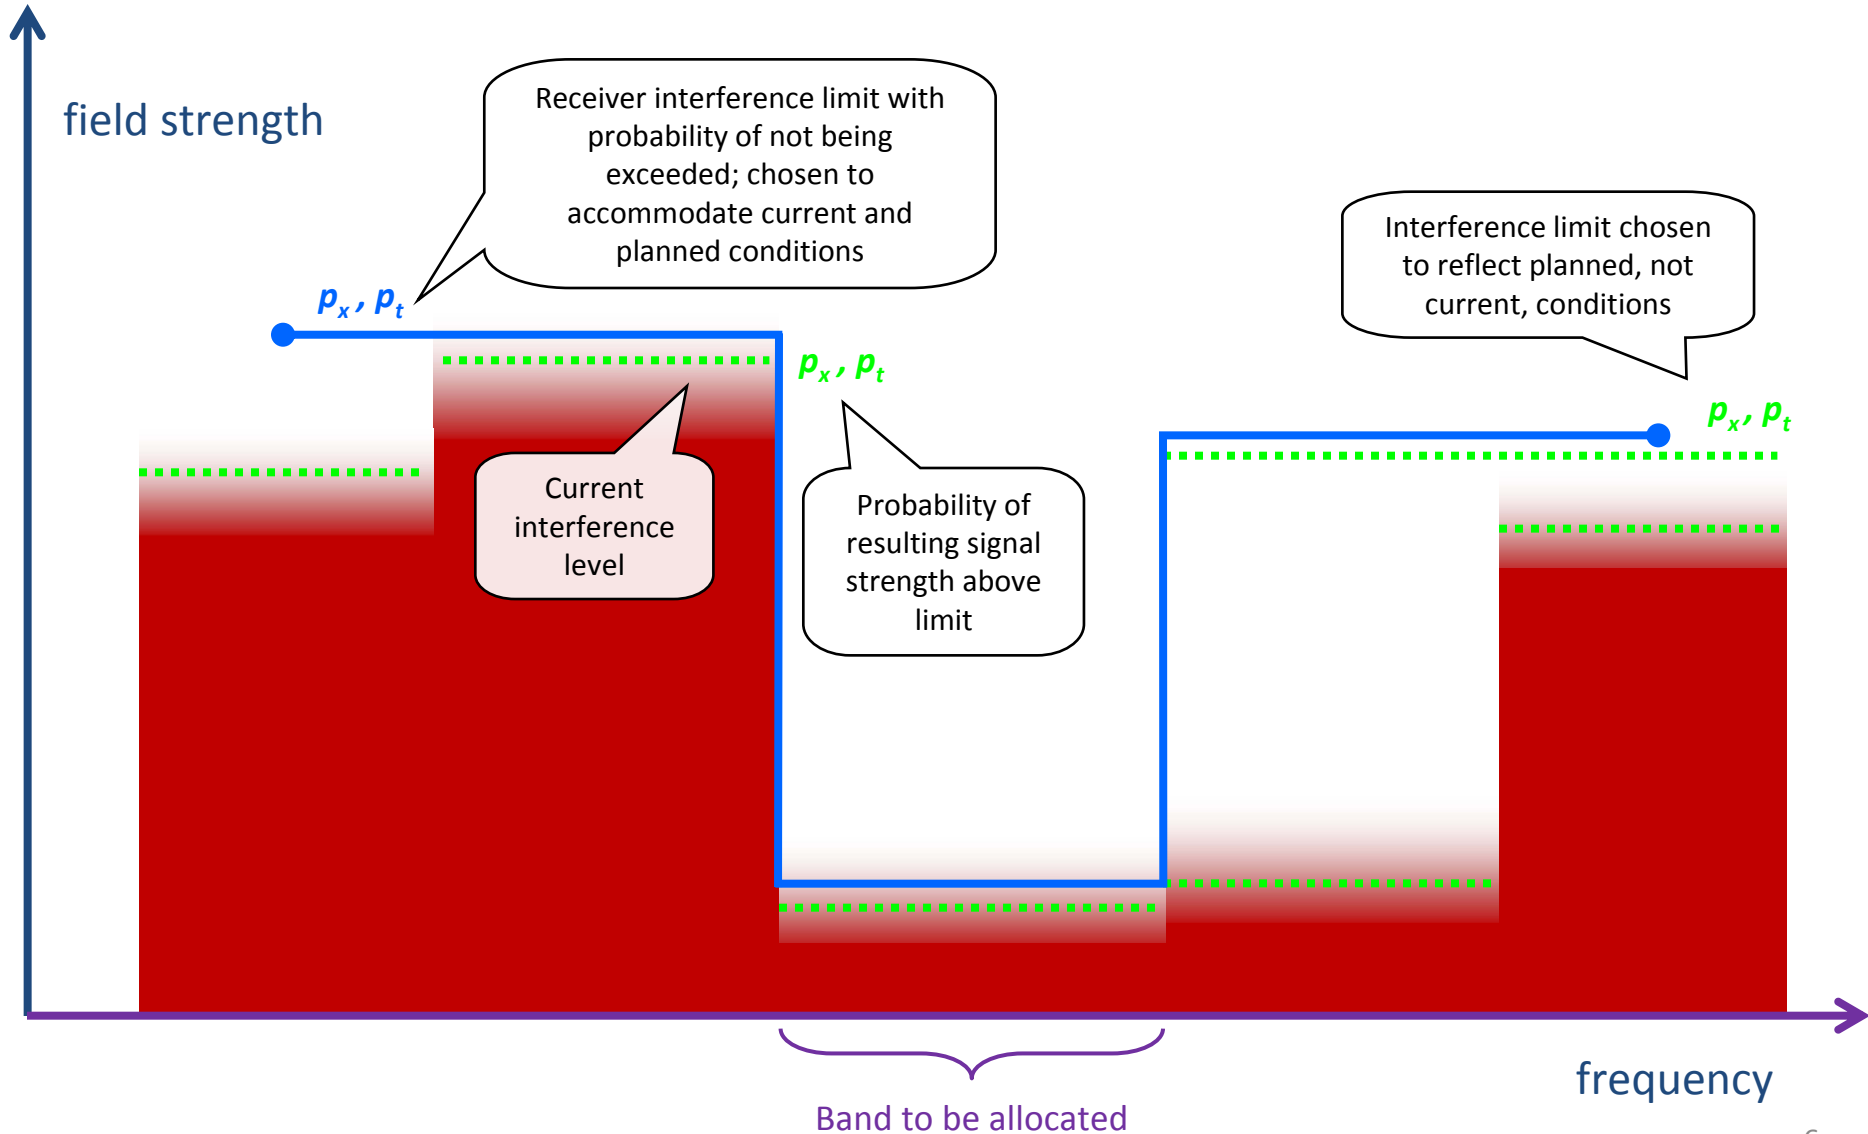 field strength
Receiver interference limit with
probability of not being
exceeded; chosen to
accommodate current and
planned conditions
Interference limit chosen
to reflect planned, not
current, conditions
px , pt
px , pt
px , pt
Current
interference
level
Probability of
resulting signal
strength above
limit
frequency
Band to be allocated